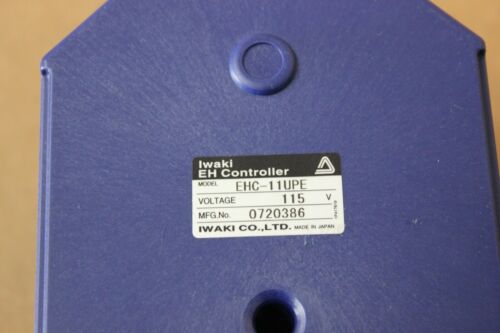 Iwaki
EH Controller
MODEL EHC-11UPE
VOLTAGE 115 V
MFG.No. 0720386
IWAKI CO.,LTD. MADE IN JAPAN